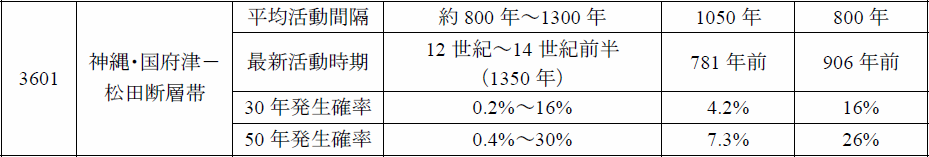 3601 神縄・国府津－松田断層帯
平均活動間隔 約 800 年～1300 年 1050 年 800 年
最新活動時期 12 世紀～14 世紀前半（1350 年） 781 年前 906 年前
30 年発生確率 0.2%～16% 4.2% 16%
50 年発生確率 0.4%～30% 7.3% 26%